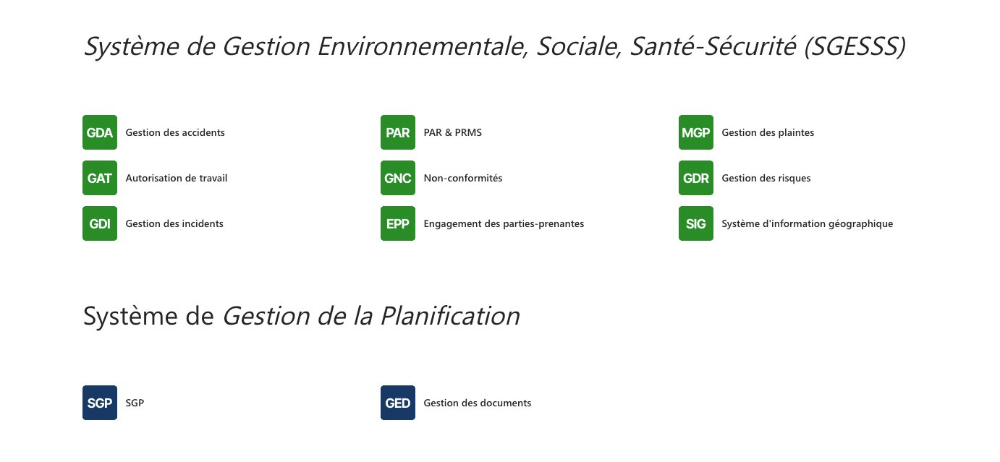 Système de Gestion Environnementale, Sociale, Santé-Sécurité (SGESSS)
GDA Gestion des accidents
PAR PAR & PRMS
MGP Gestion des plaintes
GAT Autorisation de travail
GNC Non-conformités
GDR Gestion des risques
GDI Gestion des incidents
EPP Engagement des parties-prenantes
SIG Système d'information géographique
Système de Gestion de la Planification
SGP SGP
GED Gestion des documents